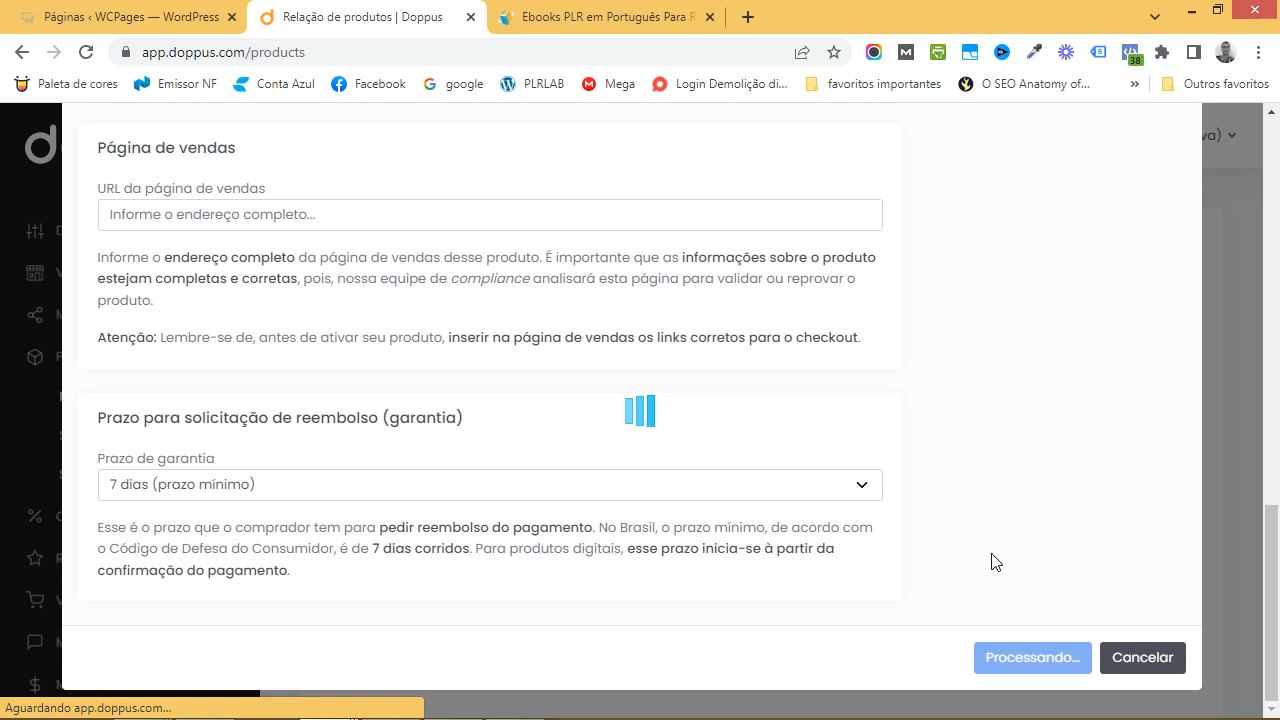 Páginas ‹ WCPages — WordPress
Relação de produtos | Doppus
Ebooks PLR em Português Para R
app.doppus.com/products
38
Paleta de cores
Emissor NF
Conta Azul
Facebook
google
PLRLAB
Mega
Login Demolição di...
favoritos importantes
O SEO Anatomy of...
»
Outros favoritos
va)
Página de vendas
URL da página de vendas
Informe o endereço completo...
Informe o endereço completo da página de vendas desse produto. É importante que as informações sobre o produto
estejam completas e corretas, pois, nossa equipe de compliance analisará esta página para validar ou reprovar o
produto.
Atenção: Lembre-se de, antes de ativar seu produto, inserir na página de vendas os links corretos para o checkout.
Prazo para solicitação de reembolso (garantia)
Prazo de garantia
7 dias (prazo mínimo)
Esse é o prazo que o comprador tem para pedir reembolso do pagamento. No Brasil, o prazo mínimo, de acordo com
o Código de Defesa do Consumidor, é de 7 dias corridos. Para produtos digitais, esse prazo inicia-se à partir da
confirmação do pagamento.
Processando...
Cancelar
Aguardando app.doppus.com...